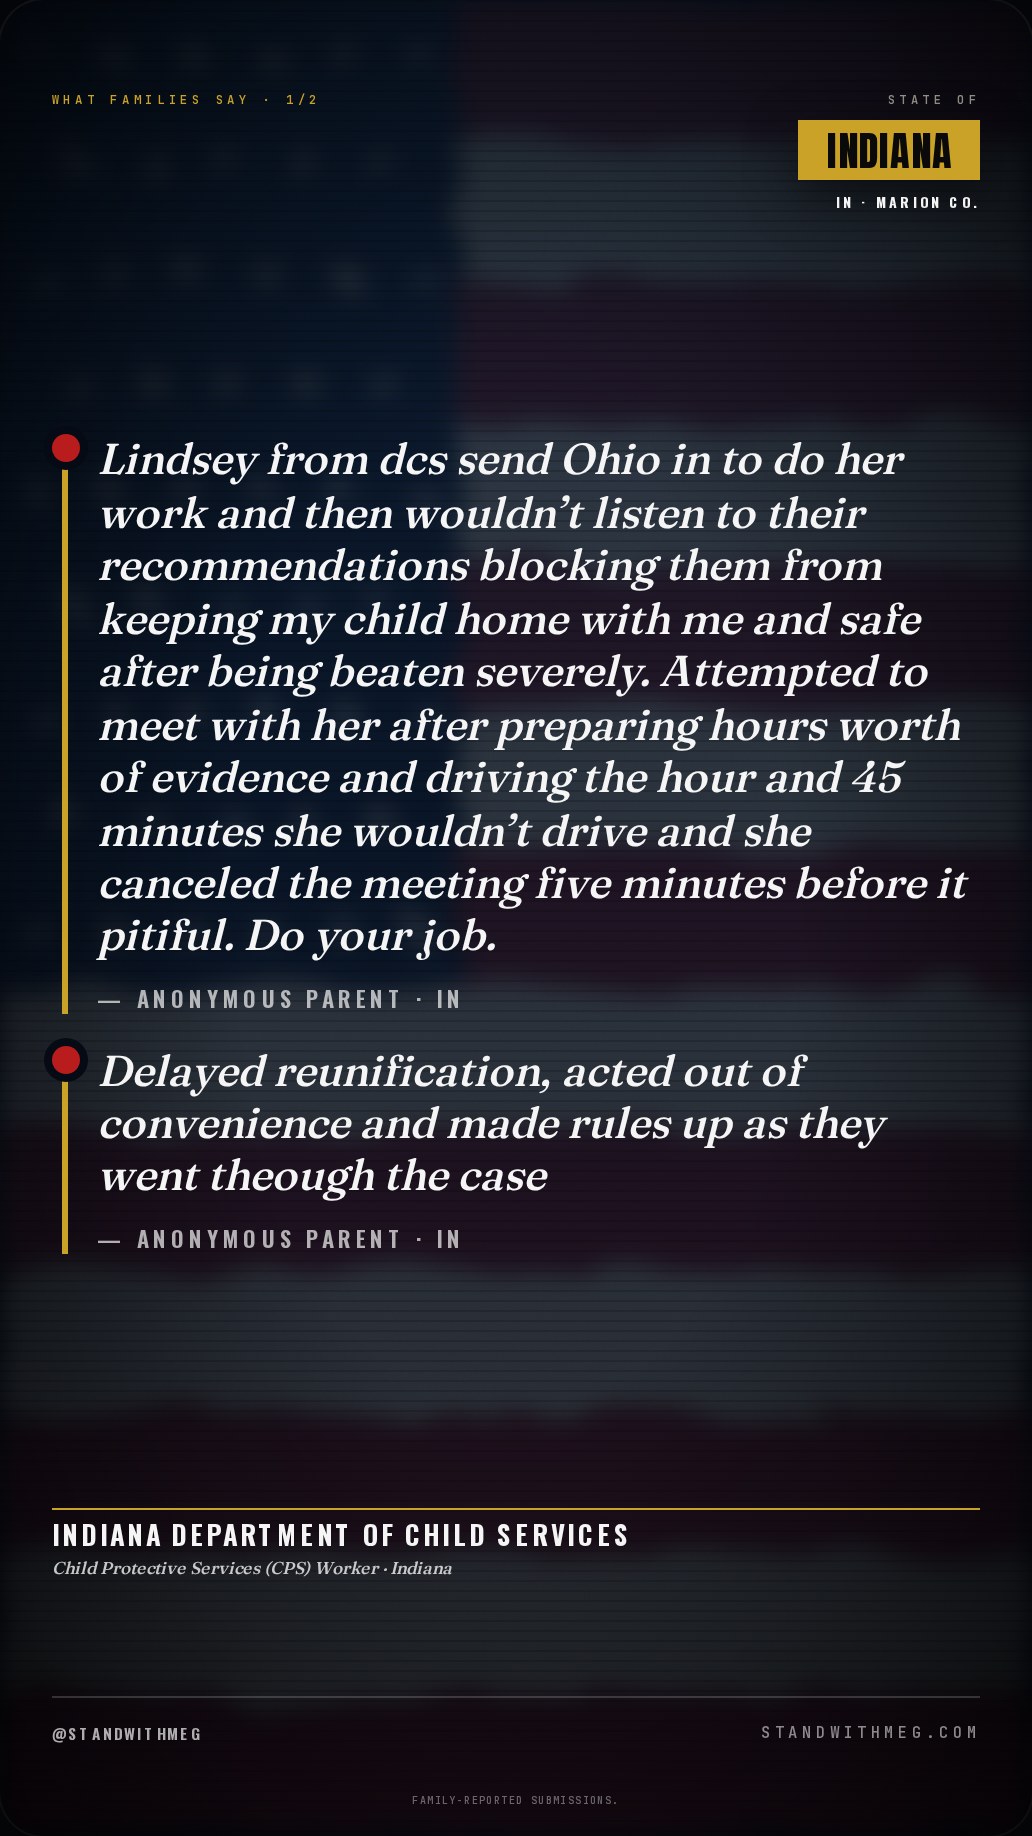 WHAT FAMILIES SAY · 1/2
STATE OF
INDIANA
IN · MARION CO.
Lindsey from dcs send Ohio in to do her
work and then wouldn’t listen to their
recommendations blocking them from
keeping my child home with me and safe
after being beaten severely. Attempted to
meet with her after preparing hours worth
of evidence and driving the hour and 45
minutes she wouldn’t drive and she
canceled the meeting five minutes before it
pitiful. Do your job.
— ANONYMOUS PARENT · IN
Delayed reunification, acted out of
convenience and made rules up as they
went theough the case
— ANONYMOUS PARENT · IN
INDIANA DEPARTMENT OF CHILD SERVICES
Child Protective Services (CPS) Worker · Indiana
@STANDWITHMEG
STANDWITHMEG.COM
FAMILY-REPORTED SUBMISSIONS.